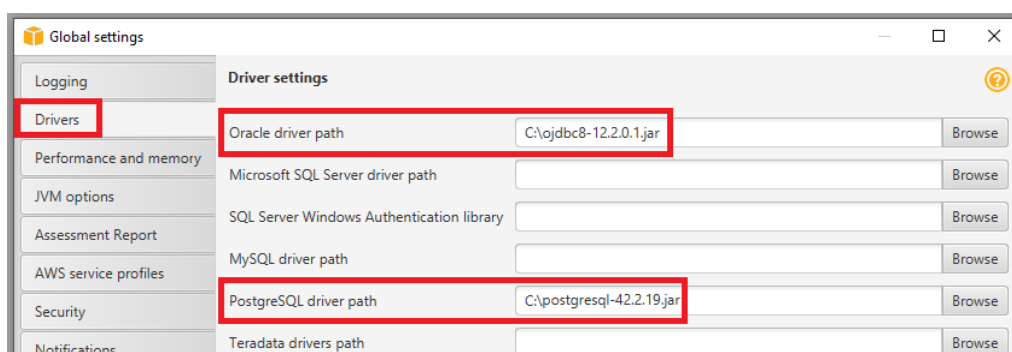 Global settings
Logging
Driver settings
Drivers
Oracle driver path C:\ojdbc8-12.2.0.1.jar Browse
Performance and memory
Microsoft SQL Server driver path Browse
JVM options
SQL Server Windows Authentication library Browse
Assessment Report
MySQL driver path Browse
AWS service profiles
PostgreSQL driver path C:\postgresql-42.2.19.jar Browse
Security
Teradata drivers path Browse
Notifications